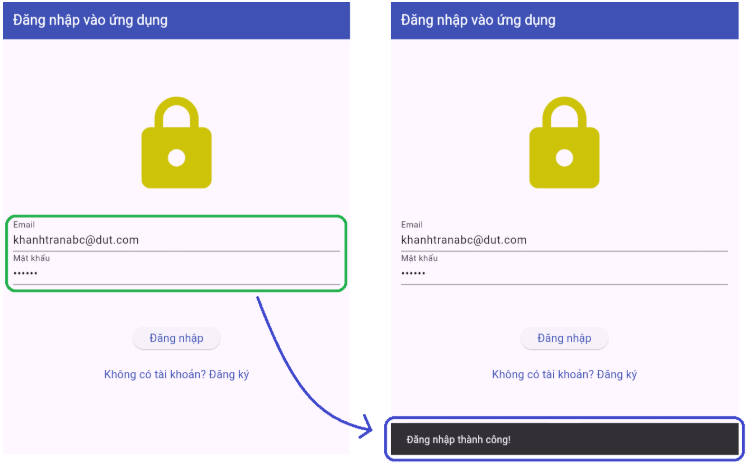 Đăng nhập vào ứng dụng
Email
khanhtranabc@dut.com
Mật khẩu
••••••
Đăng nhập
Không có tài khoản? Đăng ký
Đăng nhập vào ứng dụng
Email
khanhtranabc@dut.com
Mật khẩu
••••••
Đăng nhập
Không có tài khoản? Đăng ký
Đăng nhập thành công!